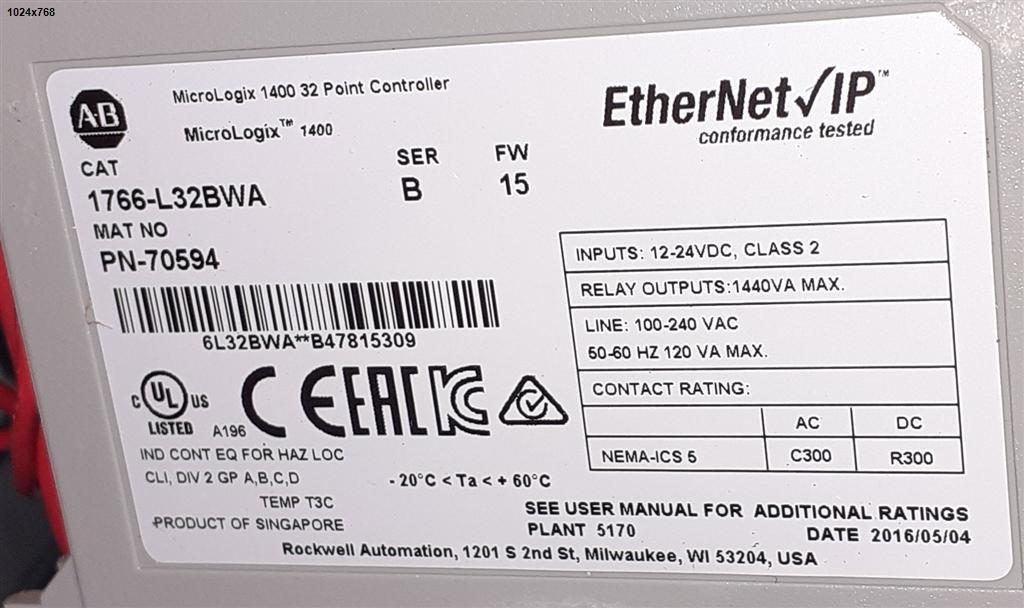 1024x768
AB
MicroLogix 1400 32 Point Controller
MicroLogix™ 1400
EtherNet/IP™
conformance tested
CAT
1766-L32BWA
SER
B
FW
15
MAT NO
PN-70594
6L32BWA**B47815309
INPUTS: 12-24VDC, CLASS 2
RELAY OUTPUTS:1440VA MAX.
LINE: 100-240 VAC
50-60 HZ 120 VA MAX.
CONTACT RATING:
AC DC
NEMA-ICS 5 C300 R300
C UL US
LISTED
A196
CE EAC KC
IND CONT EQ FOR HAZ LOC
CLI, DIV 2 GP A,B,C,D
TEMP T3C
- 20°C < Ta < + 60°C
PRODUCT OF SINGAPORE
SEE USER MANUAL FOR ADDITIONAL RATINGS
PLANT 5170 DATE 2016/05/04
Rockwell Automation, 1201 S 2nd St, Milwaukee, WI 53204, USA